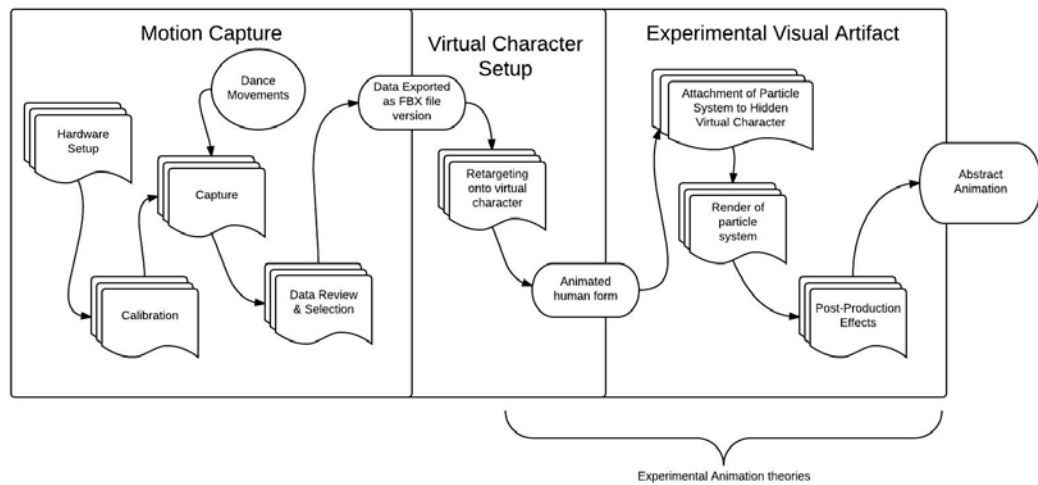 Motion Capture
Dance
Movements
Hardware
Setup
Capture
Calibration
Data Review
& Selection
Data Exported
as FBX file
version
Virtual Character
Setup
Retargeting
onto virtual
character
Animated
human form
Experimental Visual Artifact
Attachment of Particle
System to Hidden
Virtual Character
Render of
particle
system
Post-Production
Effects
Abstract
Animation
Experimental Animation theories